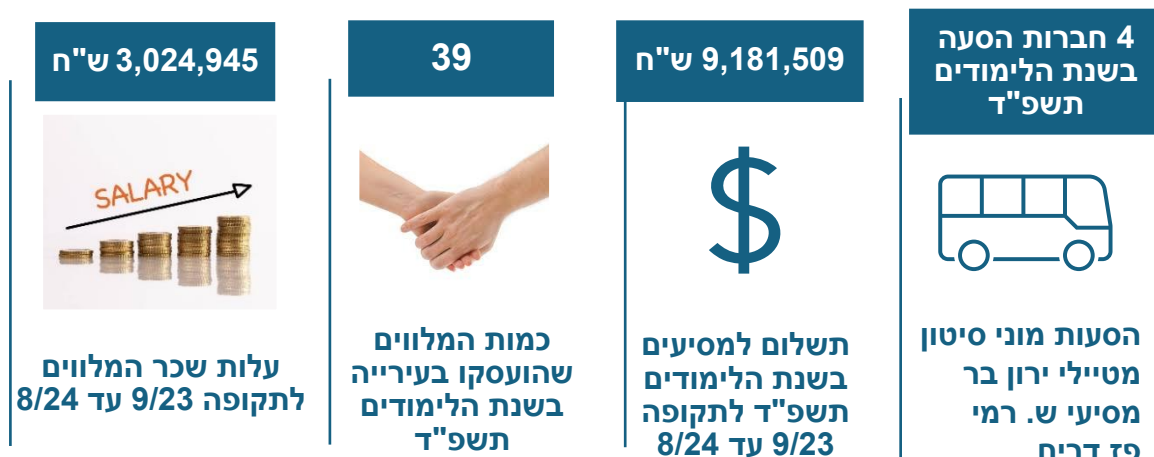 4 חברות הסעה
בשנת הלימודים
תשפ"ד
הסעות מוני סיטון
מטיילי ירון בר
מסיעי ש. רמי
פז דרים
9,181,509 ש"ח
$
תשלום למסיעים
בשנת הלימודים
תשפ"ד לתקופה
9/23 עד 8/24
39
כמות המלווים
שהועסקו בעירייה
בשנת הלימודים
תשפ"ד
3,024,945 ש"ח
SALARY
עלות שכר המלווים
לתקופה 9/23 עד 8/24